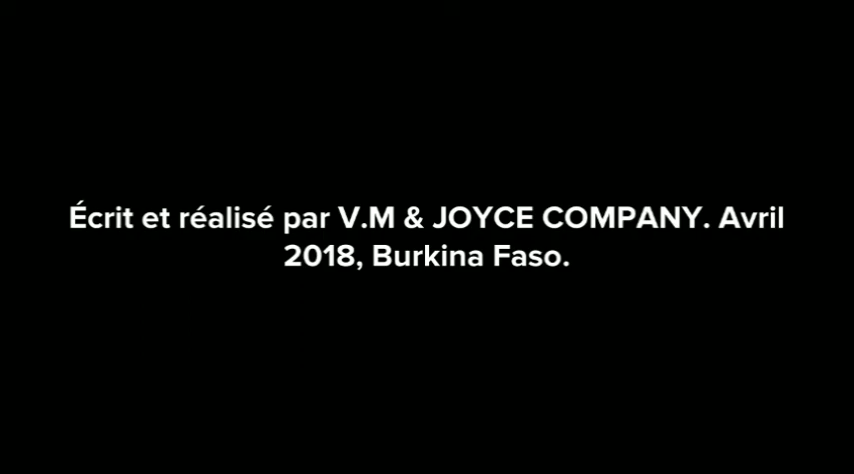 Écrit et réalisé par V.M & JOYCE COMPANY. Avril
2018, Burkina Faso.